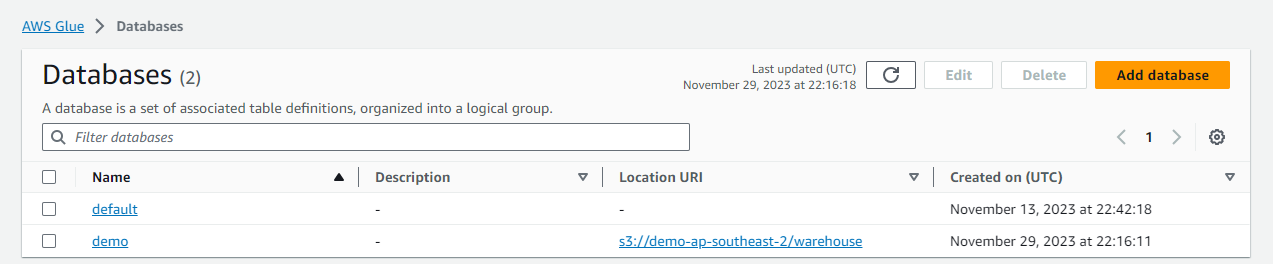 AWS Glue > Databases
Databases (2)
Last updated (UTC)
November 29, 2023 at 22:16:18
Edit
Delete
Add database
A database is a set of associated table definitions, organized into a logical group.
Filter databases
1
Name Description Location URI Created on (UTC)
default - - November 13, 2023 at 22:42:18
demo - s3://demo-ap-southeast-2/warehouse November 29, 2023 at 22:16:11